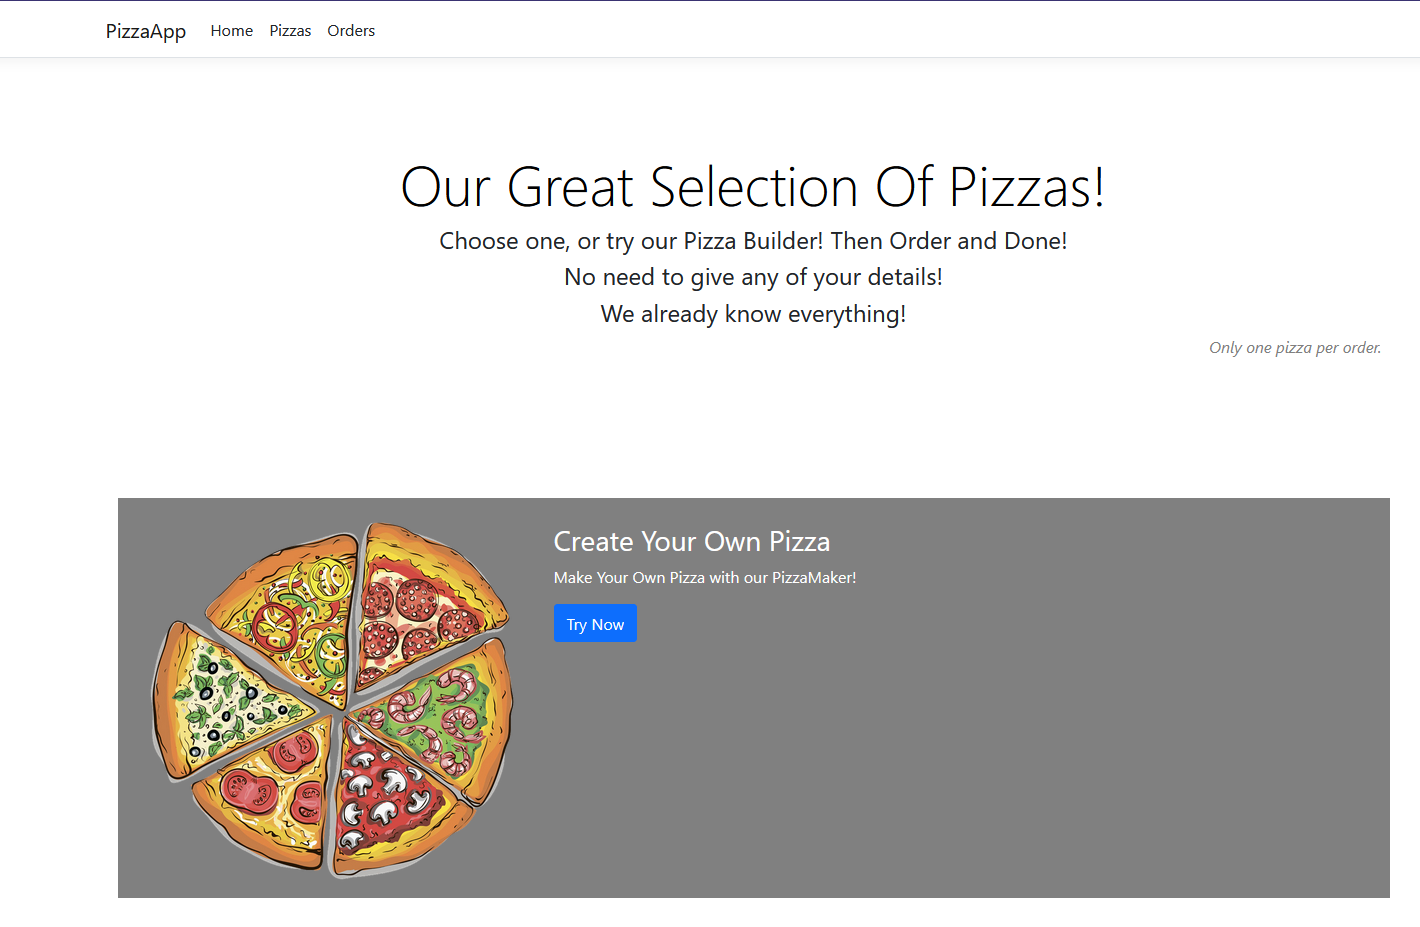 PizzaApp Home Pizzas Orders
Our Great Selection Of Pizzas!
Choose one, or try our Pizza Builder! Then Order and Done!
No need to give any of your details!
We already know everything!
Only one pizza per order.
Create Your Own Pizza
Make Your Own Pizza with our PizzaMaker!
Try Now